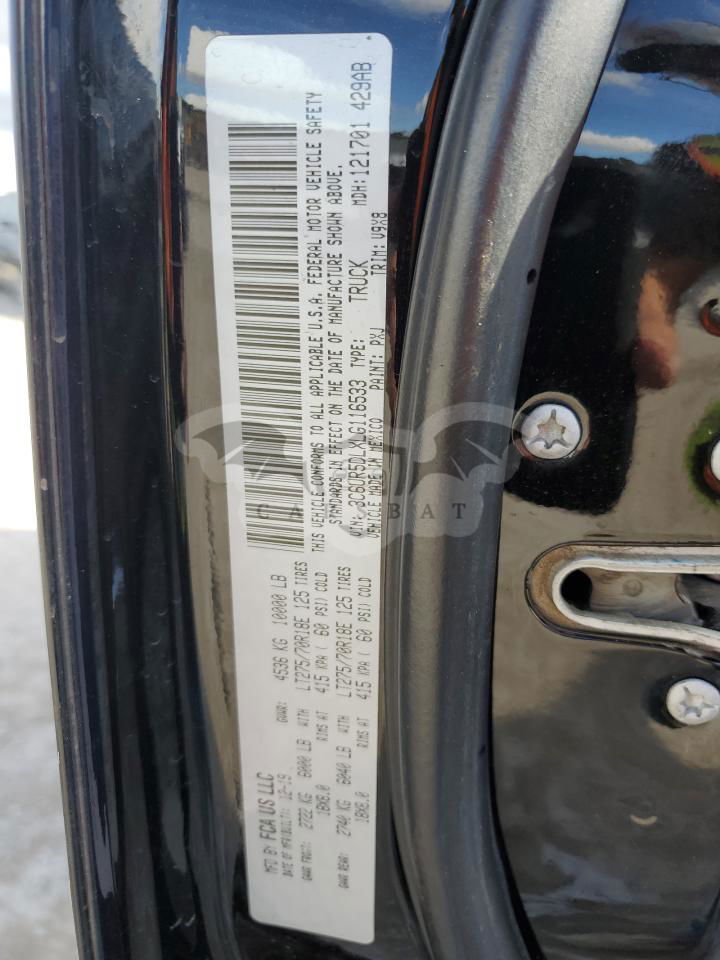 MFD BY FCA US LLC
DATE OF MFR(BUILT): 12-19 GVWR: 4536 KG 10000 LB
GAWR FRONT: 2722 KG 6000 LB WITH LT275/70R18E 125 TIRES
18X8.0 RIMS AT 415 KPA ( 60 PSI) COLD
GAWR REAR: 2740 KG 6040 LB WITH LT275/70R18E 125 TIRES
18X8.0 RIMS AT 415 KPA ( 60 PSI) COLD
THIS VEHICLE CONFORMS TO ALL APPLICABLE U.S.A. FEDERAL MOTOR VEHICLE SAFETY
STANDARDS IN EFFECT ON THE DATE OF MANUFACTURE SHOWN ABOVE.
VIN: 3C6UR5DLXLG116533 TYPE: TRUCK MDH:121701 429AB
VEHICLE MADE IN MEXICO PAINT: PXJ TRIM: V9X8